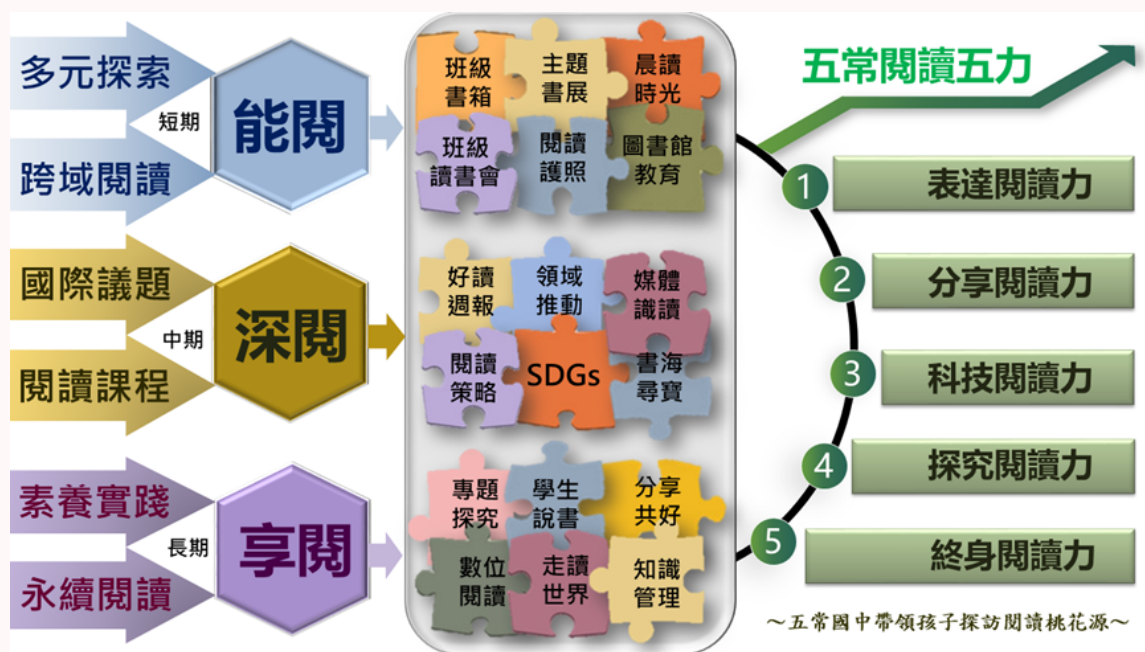 多元探索
短期
跨域閱讀
能閱
國際議題
中期
閱讀課程
深閱
素養實踐
長期
永續閱讀
享閱
班級
書箱
主題
書展
晨讀
時光
班級
讀書會
閱讀
護照
圖書館
教育
好讀
週報
領域
推動
媒體
識讀
閱讀
策略
SDGs
書海
尋寶
專題
探究
學生
說書
分享
共好
數位
閱讀
走讀
世界
知識
管理
五常閱讀五力
1 表達閱讀力
2 分享閱讀力
3 科技閱讀力
4 探究閱讀力
5 終身閱讀力
～五常國中帶領孩子探訪閱讀桃花源～